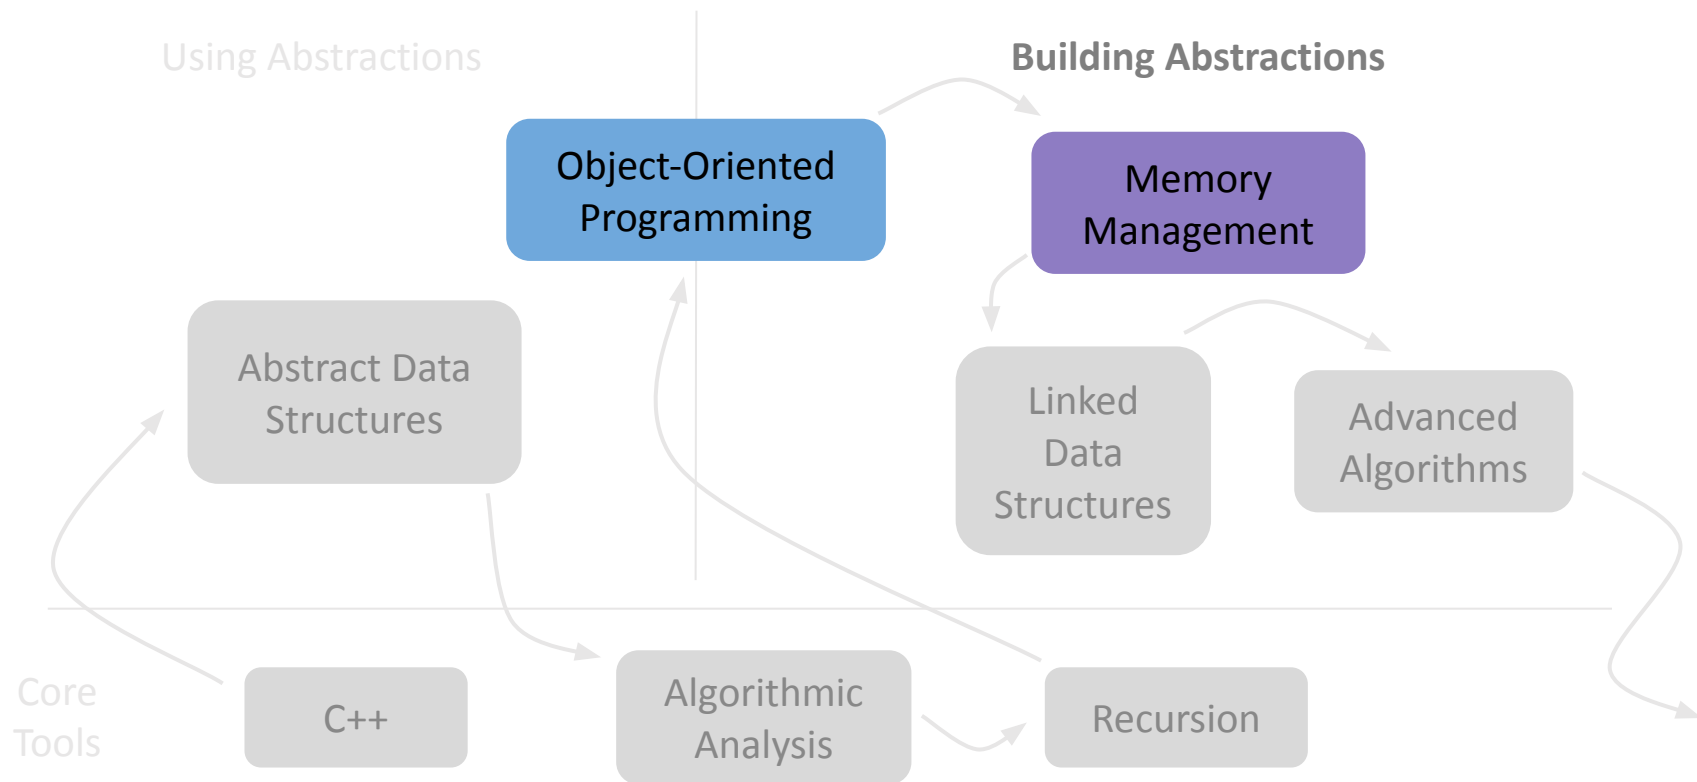 Using Abstractions
Building Abstractions
Object-Oriented
Programming
Memory
Management
Abstract Data
Structures
Linked
Data
Structures
Advanced
Algorithms
Core
Tools
C++
Algorithmic
Analysis
Recursion